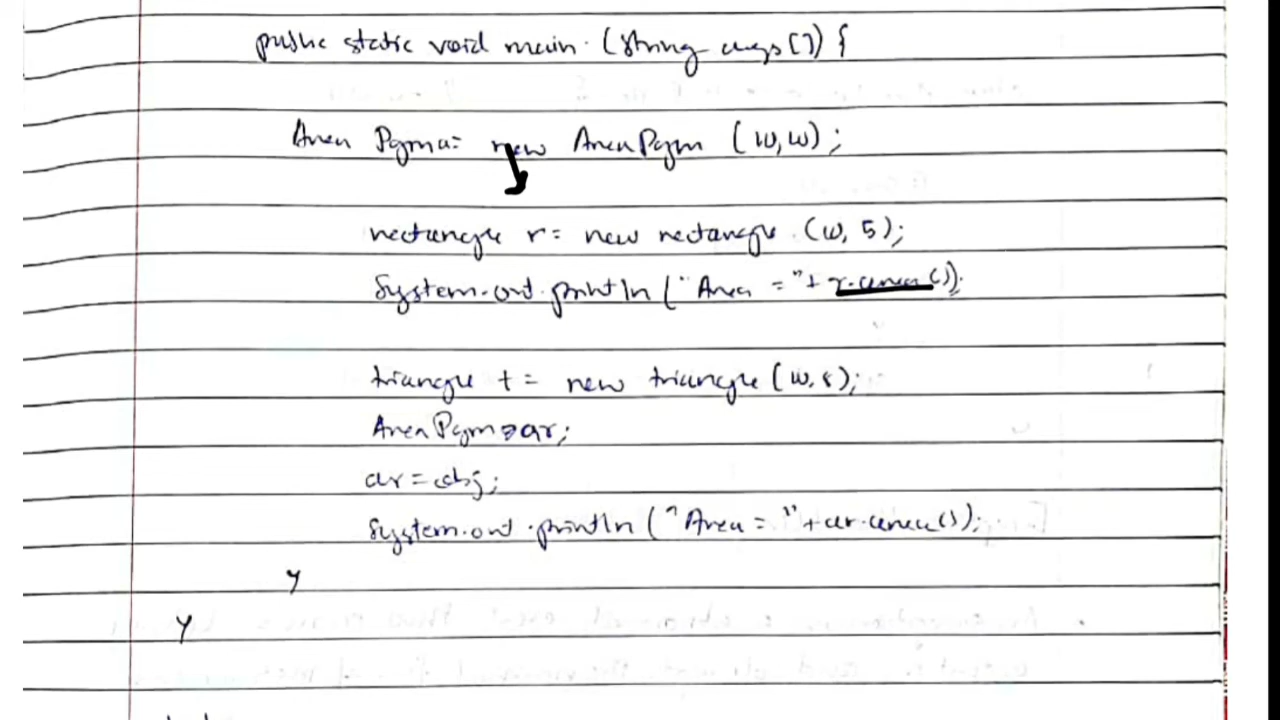 public static void main (string args[]) {
Area Pgm a= new AreaPgm (10,10);
rectangle r= new rectangle (10, 5);
System.out.println ("Area = "+ r.area());
triangle t = new triangle (10, 8);
AreaPgm ar;
ar = obj;
System.out.println ("Area = "+ar.area());
}
}